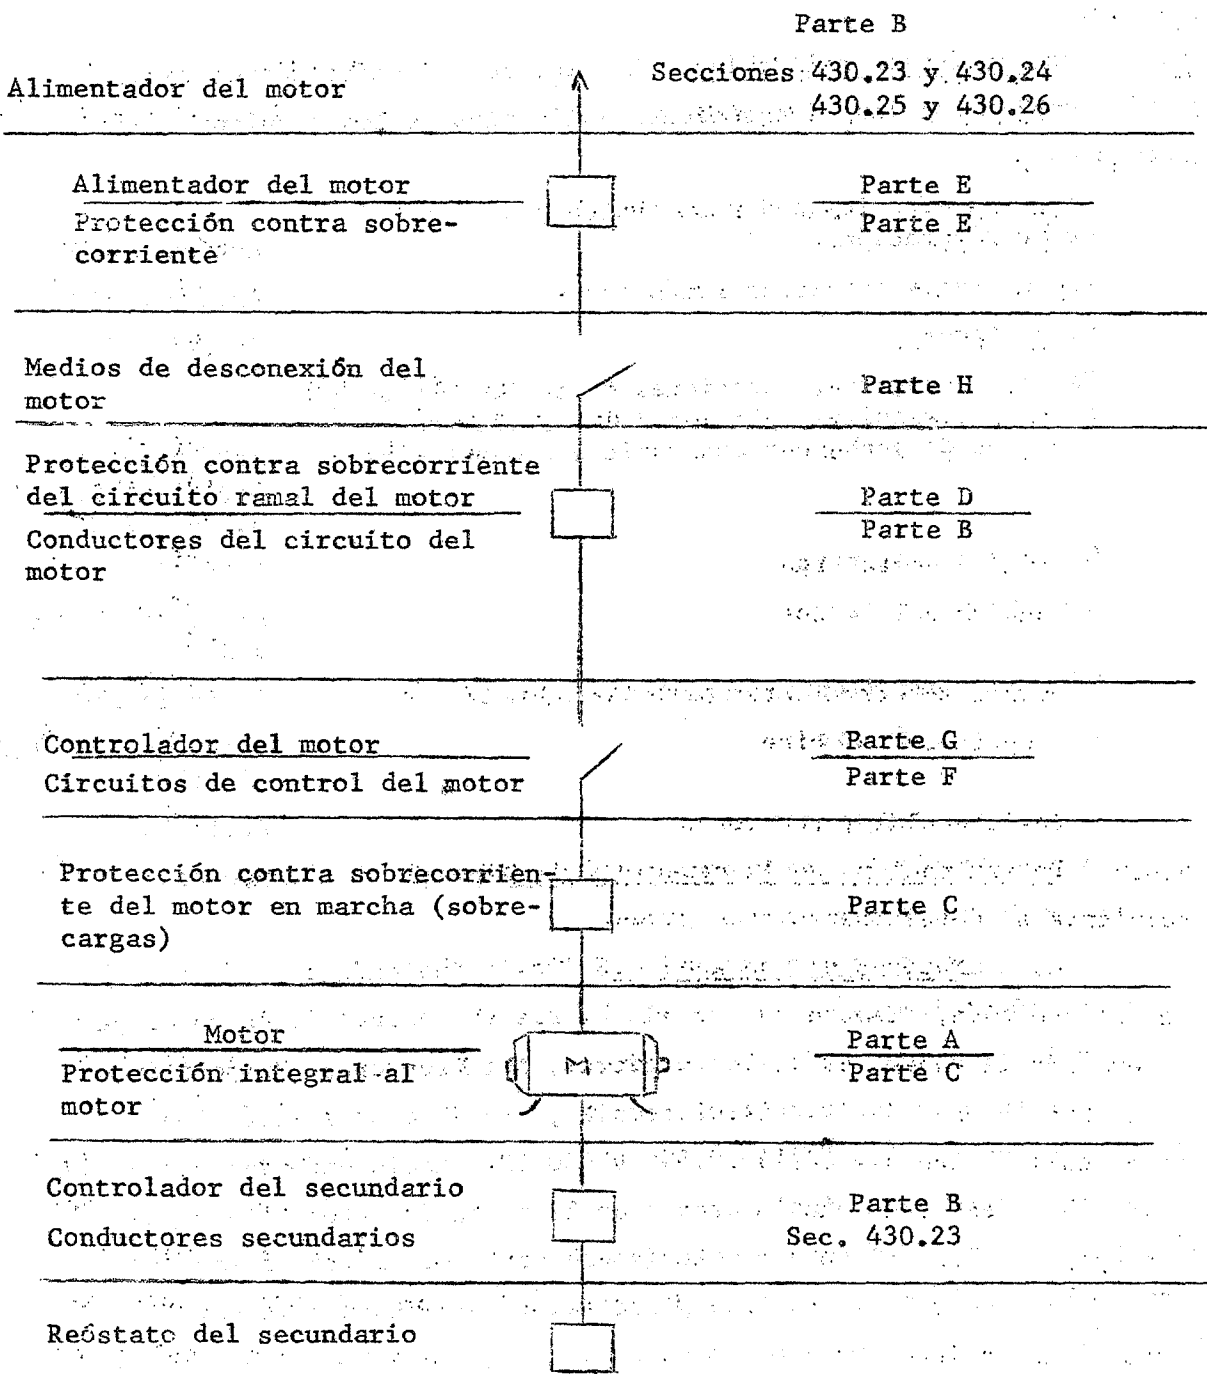 Parte B
Alimentador del motor
Secciones 430.23 y 430.24
430.25 y 430.26
Alimentador del motor
Parte E
Protección contra sobre-
corriente
Parte E
Medios de desconexión del
motor
Parte H
Protección contra sobrecorriente
del circuito ramal del motor
Parte D
Conductores del circuito del
motor
Parte B
Controlador del motor
Parte G
Circuitos de control del motor
Parte F
Protección contra sobrecorrien-
te del motor en marcha (sobre-
cargas)
Parte C
Motor
Parte A
Protección integral al
motor
M
Parte C
Controlador del secundario
Parte B
Conductores secundarios
Sec. 430.23
Reóstato del secundario